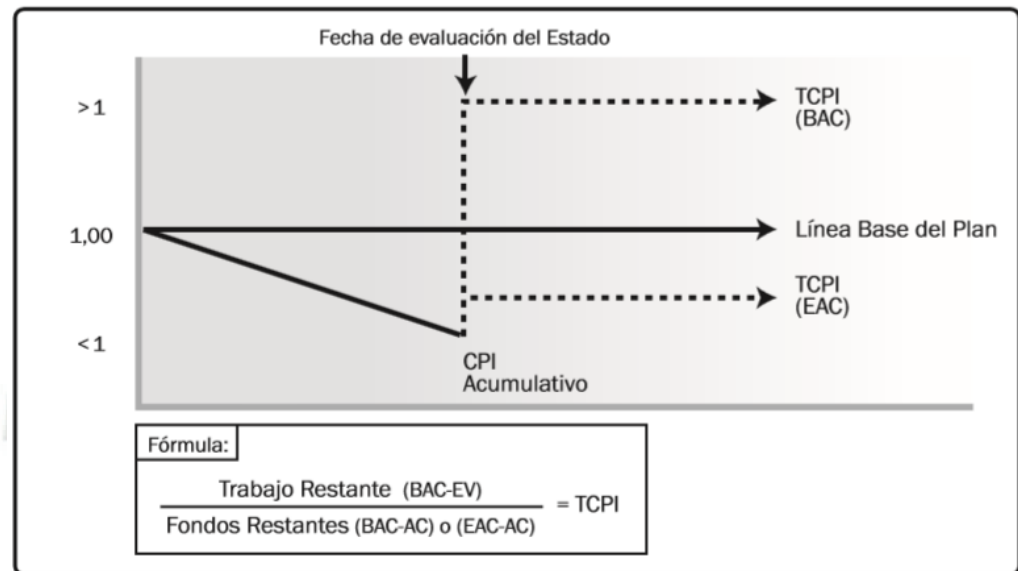 Fecha de evaluación del Estado
>1
TCPI
(BAC)
1,00
Línea Base del Plan
TCPI
(EAC)
<1
CPI
Acumulativo
Fórmula:
Trabajo Restante (BAC-EV)
= TCPI
Fondos Restantes (BAC-AC) o (EAC-AC)